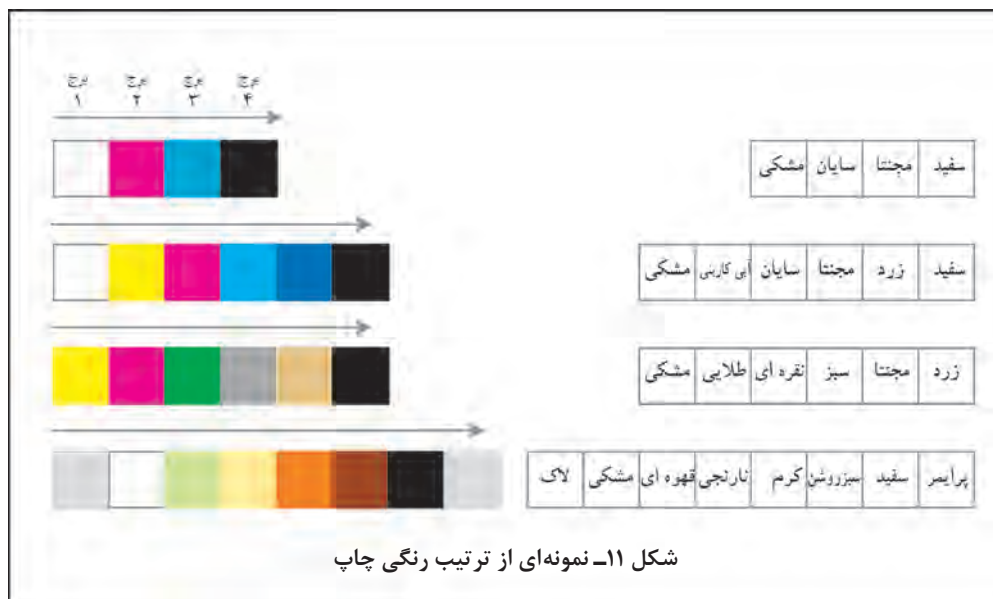 برج برج برج برج
۱ ۲ ۳ ۴
سفید مجنتا سایان مشکی
سفید زرد مجنتا سایان آبی کاربنی مشکی
زرد مجنتا سبز نقره ای طلایی مشکی
پرایمر سفید سبزروشن کرم نارنجی قهوه ای مشکی لاک
شکل ۱۱ـ نمونه‌ای از ترتیب رنگی چاپ